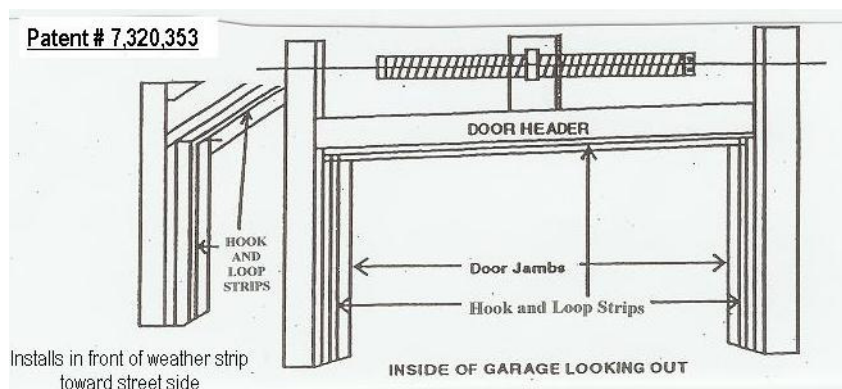 Patent # 7,320,353
DOOR HEADER
HOOK
AND
LOOP
STRIPS
Door Jambs
Hook and Loop Strips
Installs in front of weather strip
toward street side
INSIDE OF GARAGE LOOKING OUT